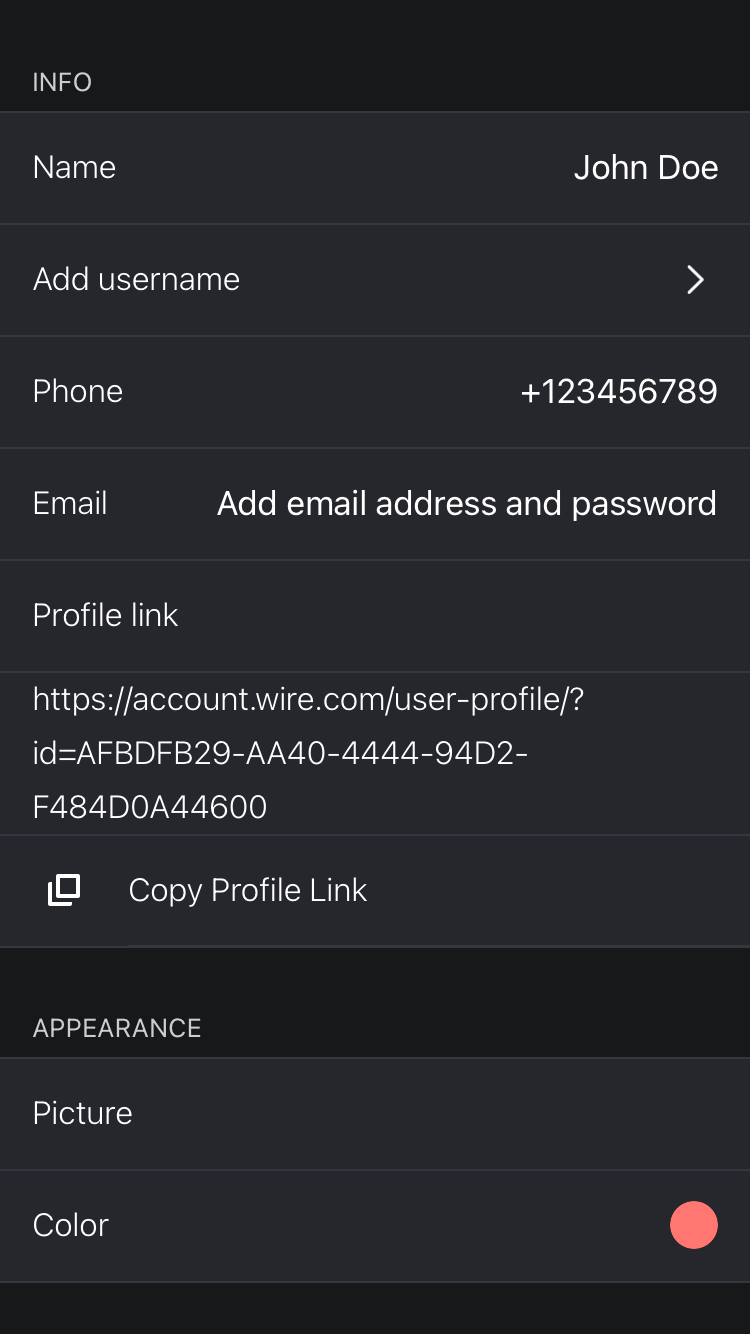 INFO
Name John Doe
Add username
Phone +123456789
Email Add email address and password
Profile link
https://account.wire.com/user-profile/?
id=AFBDFB29-AA40-4444-94D2-
F484D0A44600
Copy Profile Link
APPEARANCE
Picture
Color